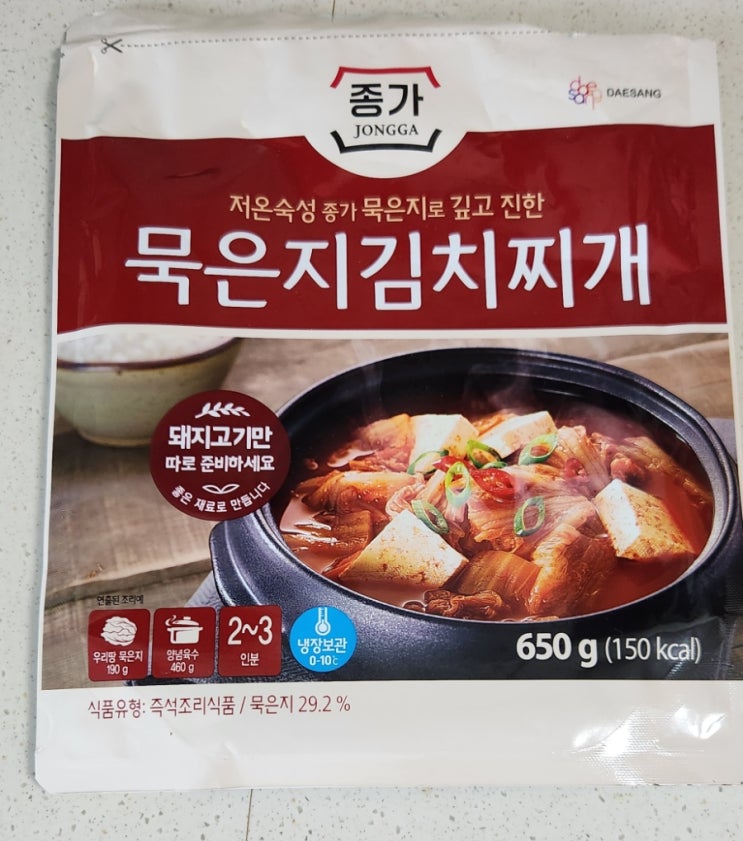 종가
JONGGA
DAESANG
저온숙성 종가 묵은지로 깊고 진한
묵은지김치찌개
돼지고기만
따로 준비하세요
좋은 재료로 만듭니다
연출된 조리예
우리땅 묵은지
190 g
양념육수
460 g
2~3
인분
냉장보관
0-10℃
650 g (150 kcal)
식품유형: 즉석조리식품 / 묵은지 29.2 %